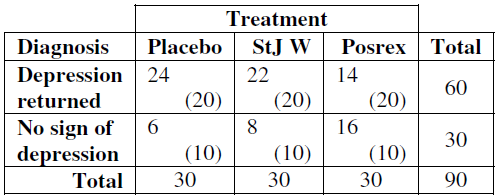 Treatment
Diagnosis Placebo StJ W Posrex Total
Depression returned 24 (20) 22 (20) 14 (20) 60
No sign of depression 6 (10) 8 (10) 16 (10) 30
Total 30 30 30 90